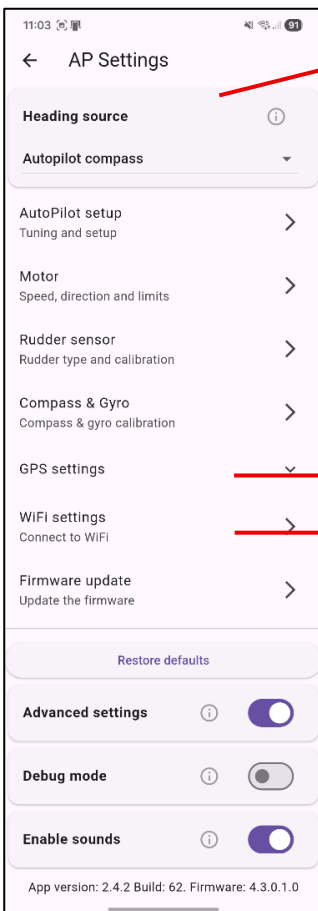 11:03
91
AP Settings
Heading source
Autopilot compass
AutoPilot setup
Tuning and setup
Motor
Speed, direction and limits
Rudder sensor
Rudder type and calibration
Compass & Gyro
Compass & gyro calibration
GPS settings
WiFi settings
Connect to WiFi
Firmware update
Update the firmware
Restore defaults
Advanced settings
Debug mode
Enable sounds
App version: 2.4.2 Build: 62. Firmware: 4.3.0.1.0